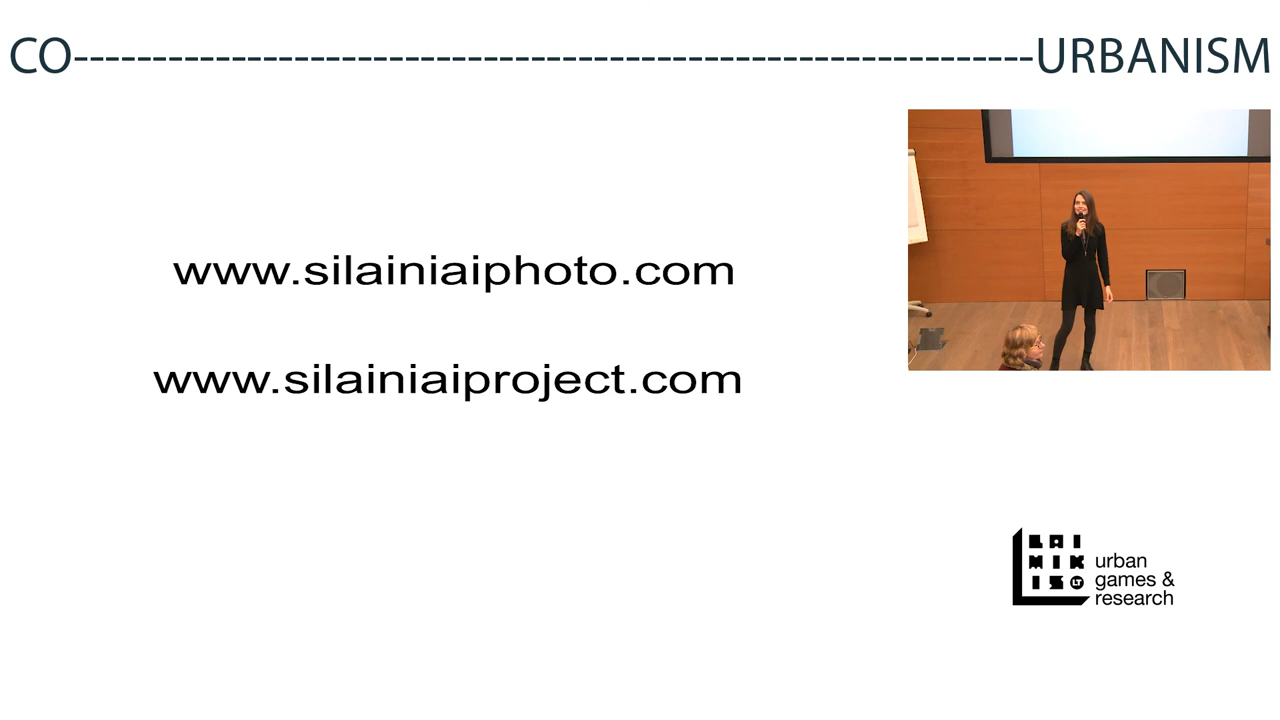 CO------------------------------------------------------URBANISM
www.silainiaiphoto.com
www.silainiaiproject.com
LAI
MIK
IS LT
urban
games &
research